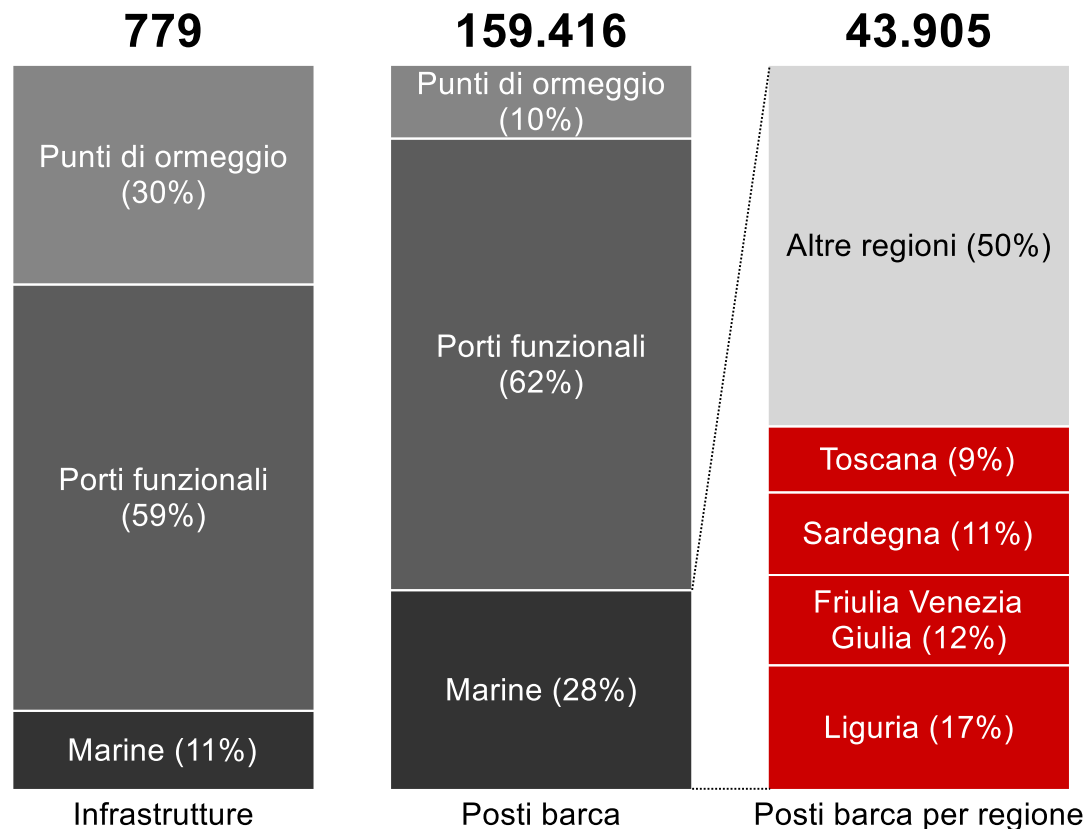 779
Punti di ormeggio
(30%)
Porti funzionali
(59%)
Marine (11%)
Infrastrutture
159.416
Punti di ormeggio
(10%)
Porti funzionali
(62%)
Marine (28%)
Posti barca
43.905
Altre regioni (50%)
Toscana (9%)
Sardegna (11%)
Friulia Venezia
Giulia (12%)
Liguria (17%)
Posti barca per regione